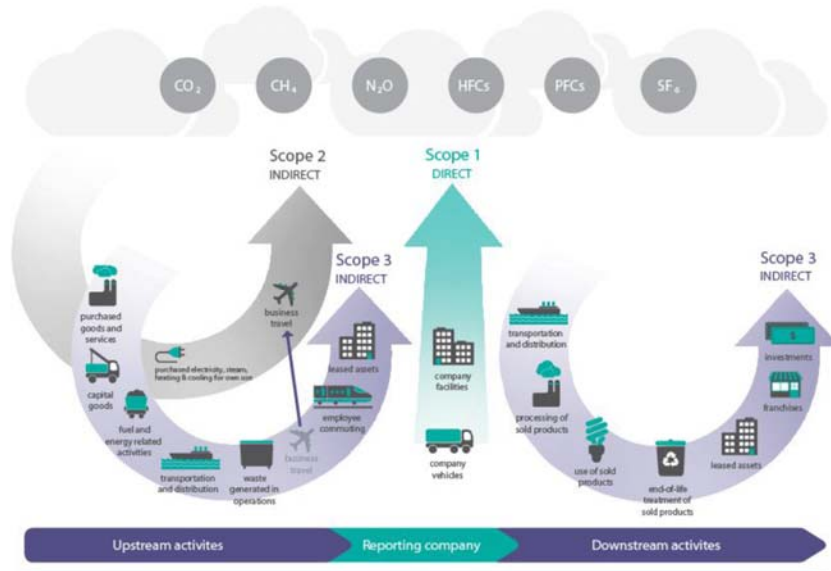 CO₂
CH₄
N₂O
HFCs
PFCs
SF₆
Scope 2
INDIRECT
Scope 1
DIRECT
Scope 3
INDIRECT
Scope 3
INDIRECT
purchased
goods and
services
business
travel
purchased electricity, steam,
heating & cooling for own use
leased assets
capital
goods
employee
commuting
fuel and
energy related
activities
business
travel
transportation
and distribution
waste
generated in
operations
company
facilities
company
vehicles
transportation
and distribution
investments
processing of
sold products
franchises
use of sold
products
leased assets
end-of-life
treatment of
sold products
Upstream activites
Reporting company
Downstream activites